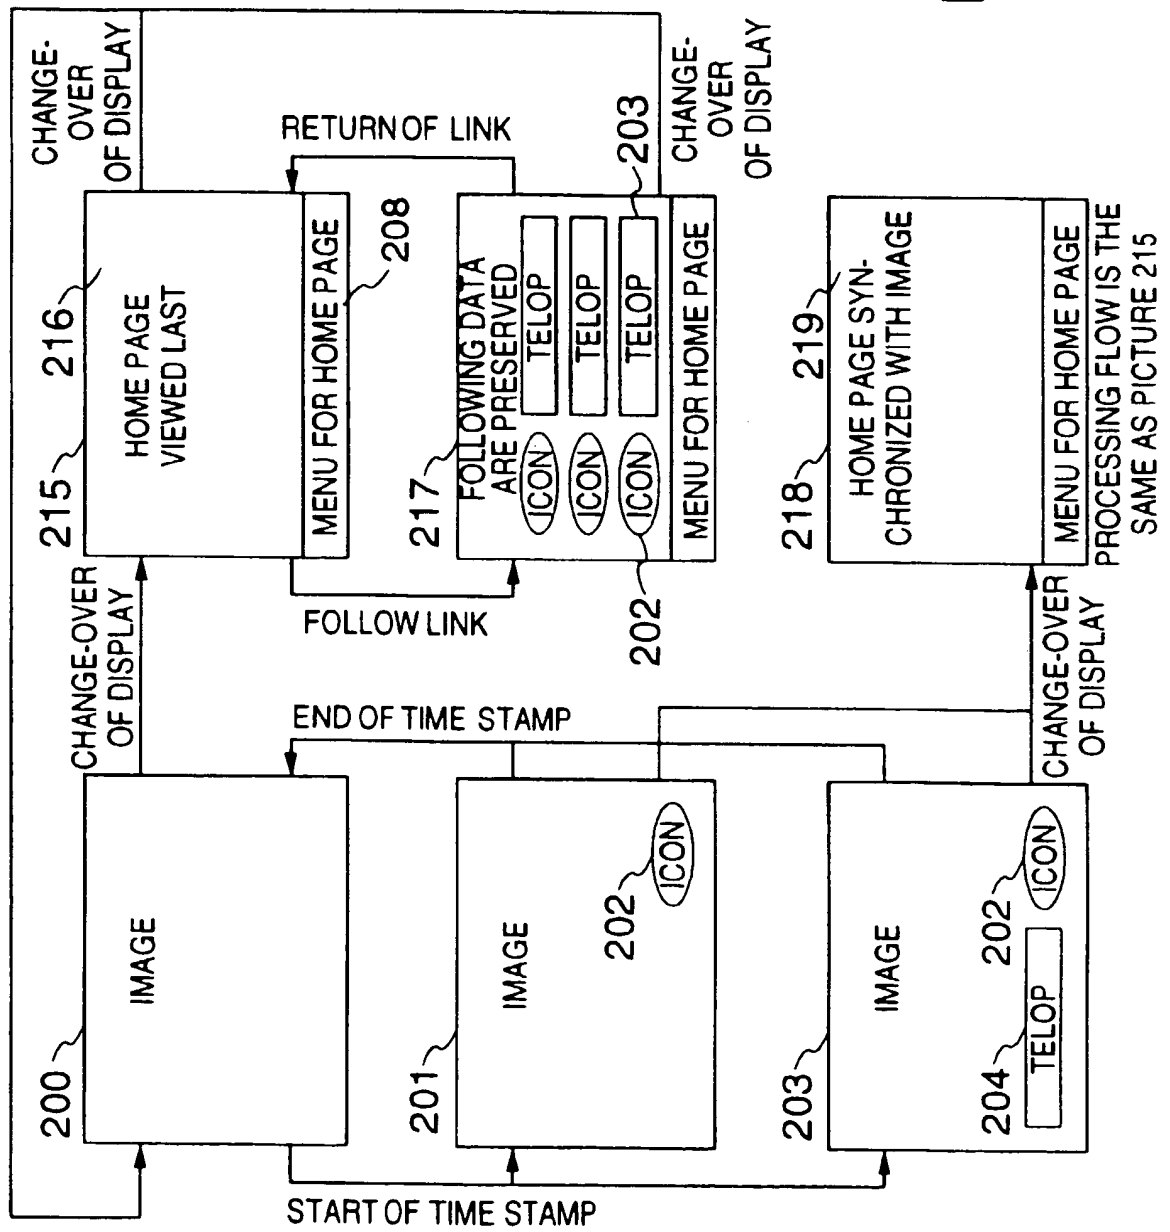 CHANGE-
OVER
OF DISPLAY
CHANGE-OVER
OF DISPLAY
200
IMAGE
215
216
HOME PAGE
VIEWED LAST
MENU FOR HOME PAGE
208
START OF TIME STAMP
END OF TIME STAMP
FOLLOW LINK
RETURN OF LINK
201
IMAGE
202
ICON
217
FOLLOWING DATA
ARE PRESERVED
ICON
TELOP
ICON
TELOP
ICON
TELOP
MENU FOR HOME PAGE
202
203
CHANGE-
OVER
OF DISPLAY
203
IMAGE
204
TELOP
202
ICON
CHANGE-OVER
OF DISPLAY
218
219
HOME PAGE SYN-
CHRONIZED WITH IMAGE
MENU FOR HOME PAGE
PROCESSING FLOW IS THE
SAME AS PICTURE 215